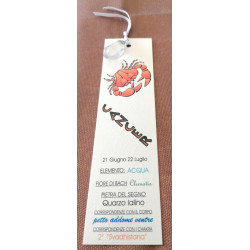 CANCER
21 Giugno 22 Luglio
ELEMENTO: ACQUA
FIORE DI BACH: Clematis
PIETRA DEL SEGNO
Quarzo Ialino
CORRISPONDENZE CON IL CORPO
petto addome ventre
CORRISPONDENZE CON I CHAKRA
2° "Svadhisthana"